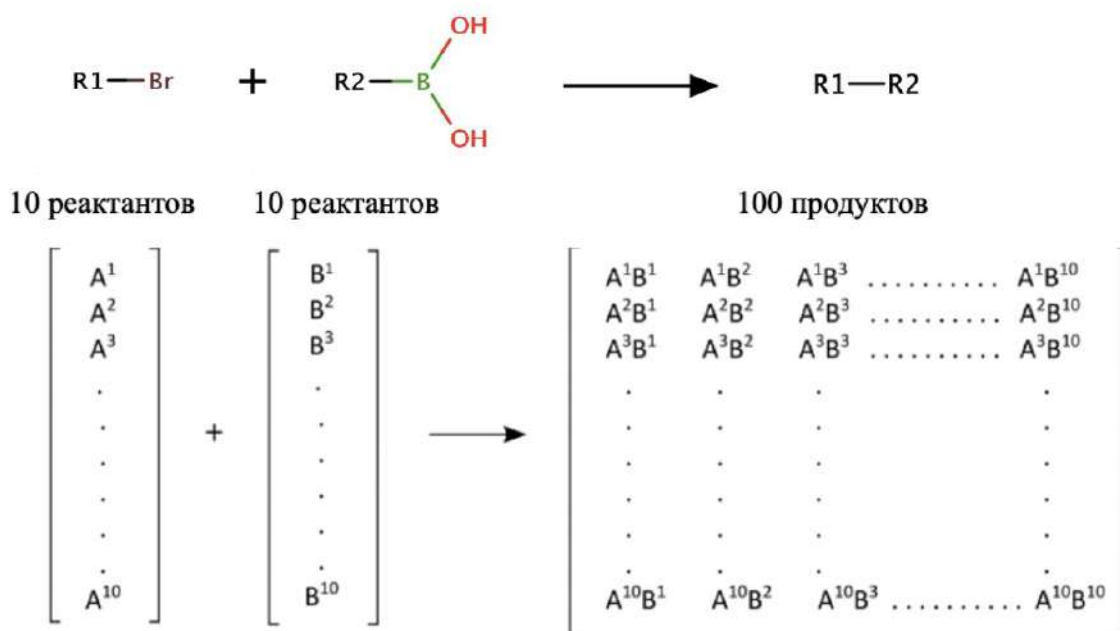 R1—Br + R2—B OH OH R1—R2
10 реактантов 10 реактантов 100 продуктов
A¹ B¹ A¹B¹ A¹B² A¹B³ .......... A¹B¹⁰
A² B² A²B¹ A²B² A²B³ .......... A²B¹⁰
A³ B³ A³B¹ A³B² A³B³ .......... A³B¹⁰
+
A¹⁰ B¹⁰ A¹⁰B¹ A¹⁰B² A¹⁰B³ .......... A¹⁰B¹⁰